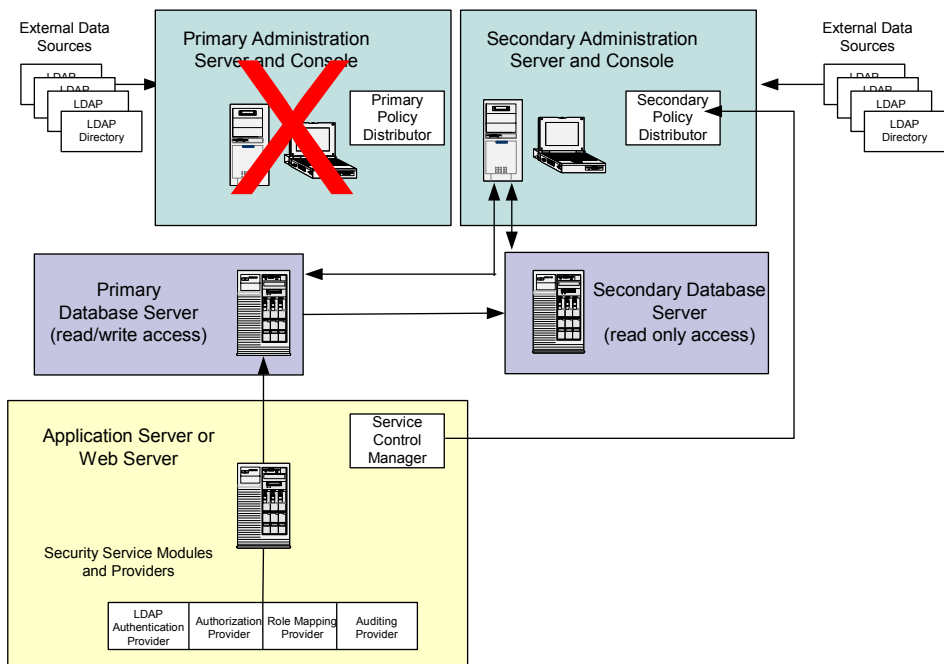 External Data
Sources
LDAP
LDAP
LDAP
LDAP
Directory
Primary Administration
Server and Console
Primary
Policy
Distributor
Secondary Administration
Server and Console
Secondary
Policy
Distributor
External Data
Sources
LDAP
LDAP
LDAP
LDAP
Directory
Primary
Database Server
(read/write access)
Secondary Database
Server
(read only access)
Application Server or
Web Server
Service
Control
Manager
Security Service Modules
and Providers
LDAP
Authentication
Provider
Authorization
Provider
Role Mapping
Provider
Auditing
Provider